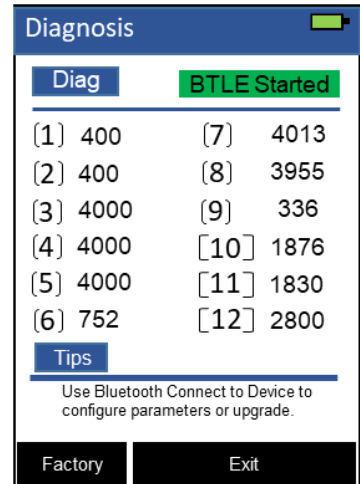 Diagnosis
Diag BTLE Started
(1) 400 (7) 4013
(2) 400 (8) 3955
(3) 4000 (9) 336
(4) 4000 [10] 1876
(5) 4000 [11] 1830
(6) 752 [12] 2800
Tips
Use Bluetooth Connect to Device to
configure parameters or upgrade.
Factory Exit